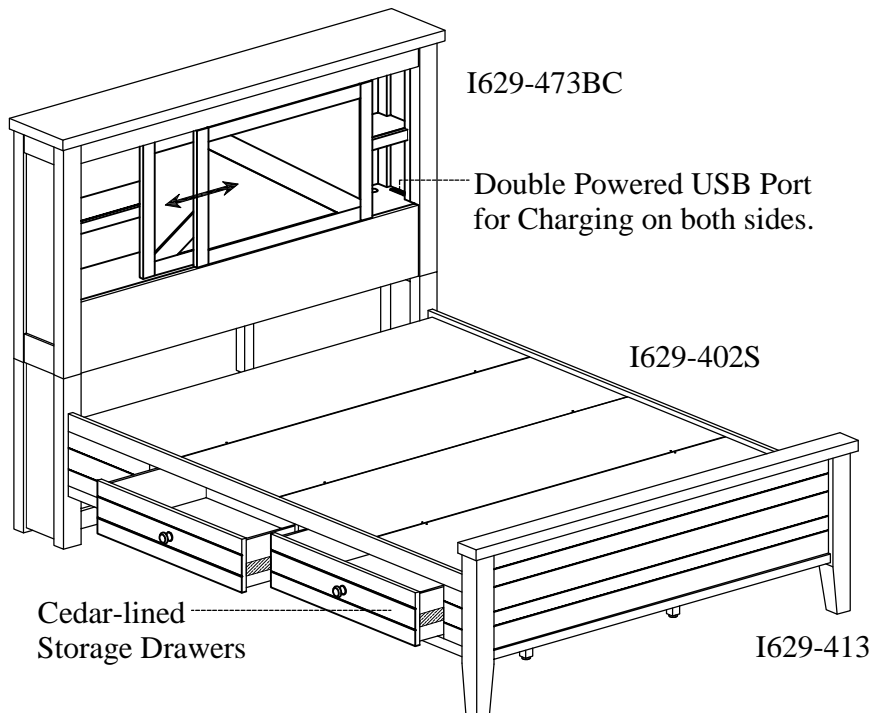 I629-473BC
Double Powered USB Port
for Charging on both sides.
I629-402S
Cedar-lined
Storage Drawers
I629-413